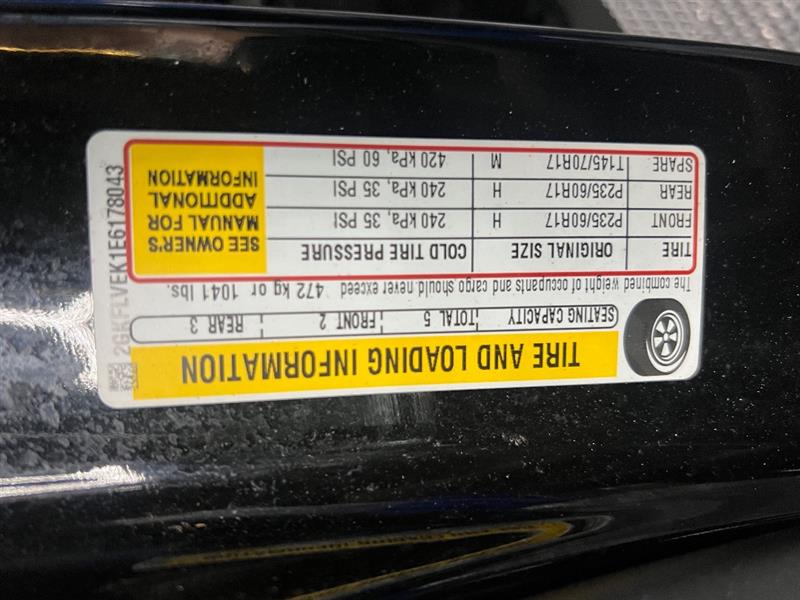 TIRE AND LOADING INFORMATION
SEATING CAPACITY TOTAL 5 FRONT 2 REAR 3
The combined weight of occupants and cargo should never exceed 472 kg or 1041 lbs.
TIRE ORIGINAL SIZE COLD TIRE PRESSURE
FRONT P235/60R17 H 240 kPa, 35 PSI
REAR P235/60R17 H 240 kPa, 35 PSI
SPARE T145/70R17 M 420 kPa, 60 PSI
SEE OWNER'S
MANUAL FOR
ADDITIONAL
INFORMATION
2GKFLVEK1E6178043